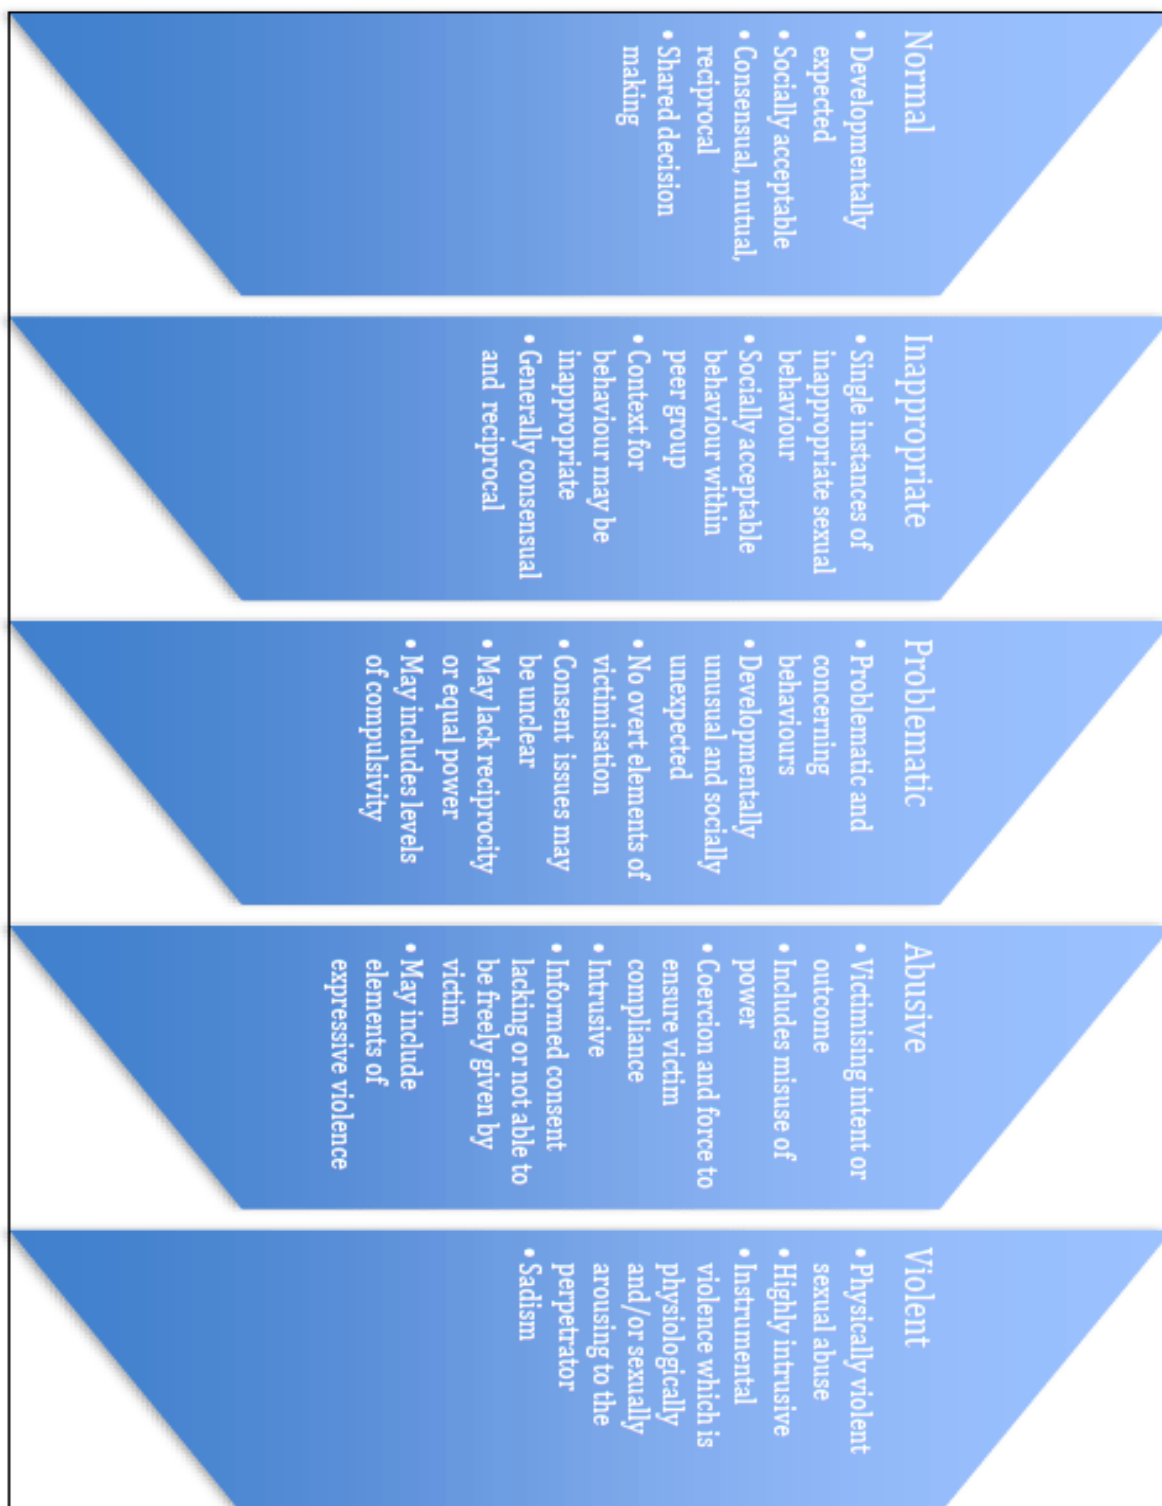 Normal
• Developmentally
expected
• Socially acceptable
• Consensual, mutual,
reciprocal
• Shared decision
making
Inappropriate
• Single instances of
inappropriate sexual
behaviour
• Socially acceptable
behaviour within
peer group
• Context for
behaviour may be
inappropriate
• Generally consensual
and reciprocal
Problematic
• Problematic and
concerning
behaviours
• Developmentally
unusual and socially
unexpected
• No overt elements of
victimisation
• Consent issues may
be unclear
• May lack reciprocity
or equal power
• May includes levels
of compulsivity
Abusive
• Victimising intent or
outcome
• Includes misuse of
power
• Coercion and force to
ensure victim
compliance
• Intrusive
• Informed consent
lacking or not able to
be freely given by
victim
• May include
elements of
expressive violence
Violent
• Physically violent
sexual abuse
• Highly intrusive
• Instrumental
violence which is
physiologically
and/or sexually
arousing to the
perpetrator
• Sadism